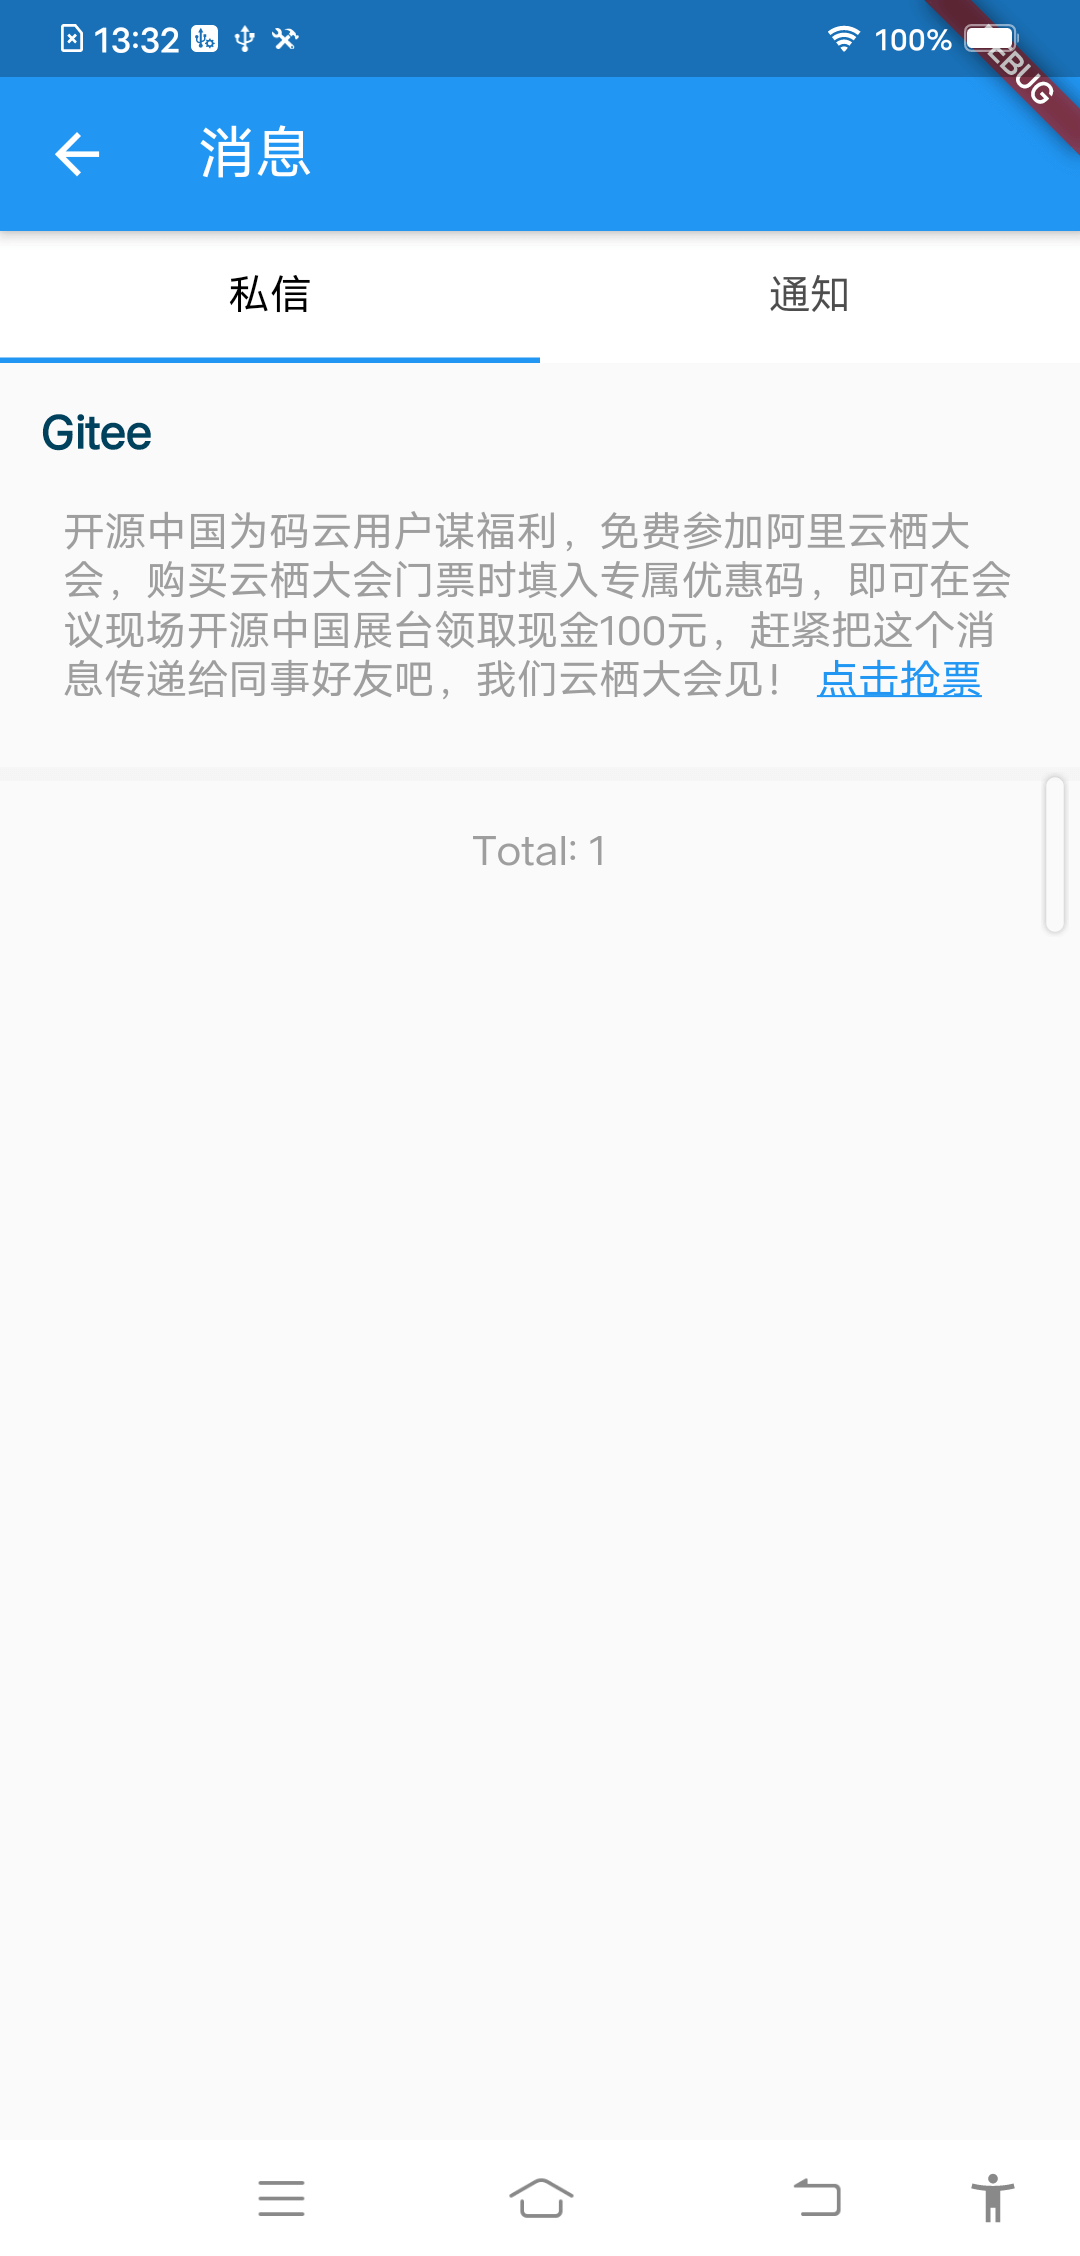 13:32
100%
EBUG
消息
私信
通知
Gitee
开源中国为码云用户谋福利，免费参加阿里云栖大
会，购买云栖大会门票时填入专属优惠码，即可在会
议现场开源中国展台领取现金100元，赶紧把这个消
息传递给同事好友吧，我们云栖大会见！ 点击抢票
Total: 1